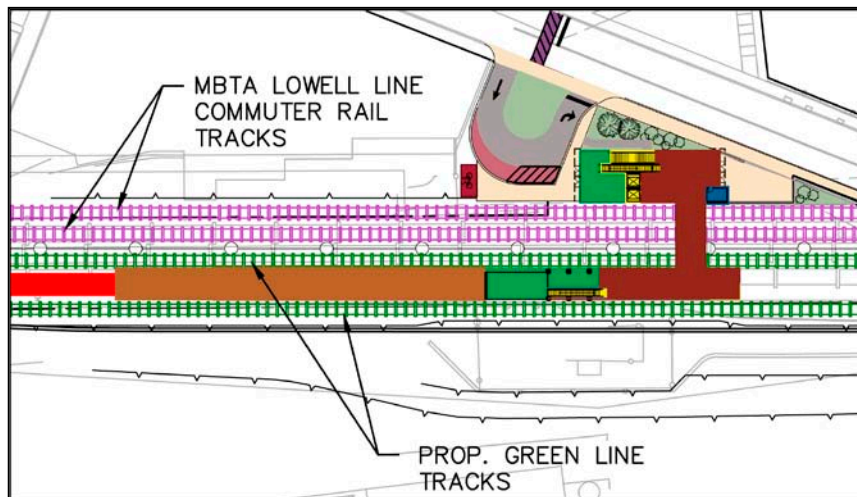 MBTA LOWELL LINE
COMMUTER RAIL
TRACKS
PROP. GREEN LINE
TRACKS